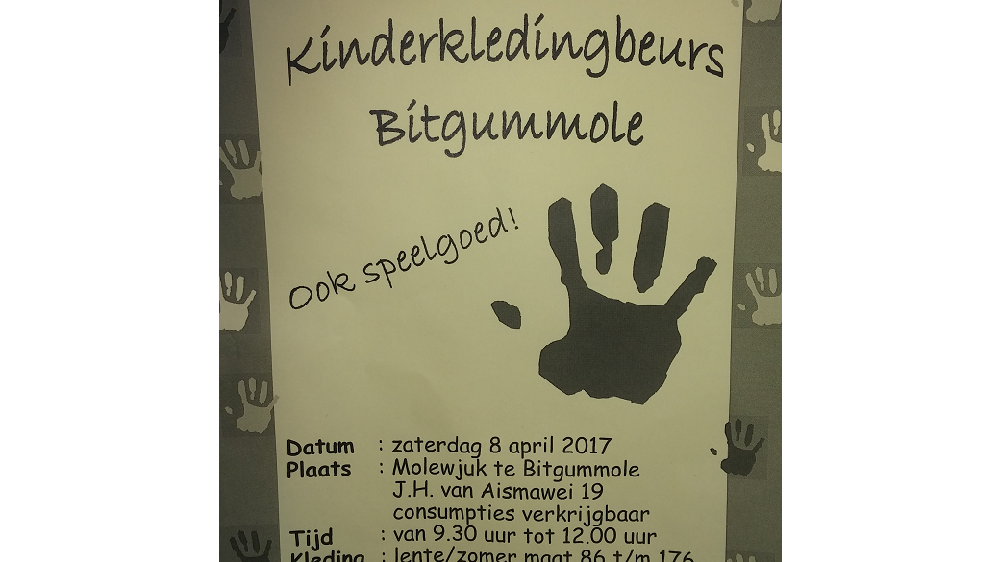 Kinderkledingbeurs
Bitgummole
Ook speelgoed!
Datum : zaterdag 8 april 2017
Plaats : Molewjuk te Bitgummole
J.H. van Aismawei 19
consumpties verkrijgbaar
Tijd : van 9.30 uur tot 12.00 uur
Kleding : lente/zomer maat 86 t/m 176